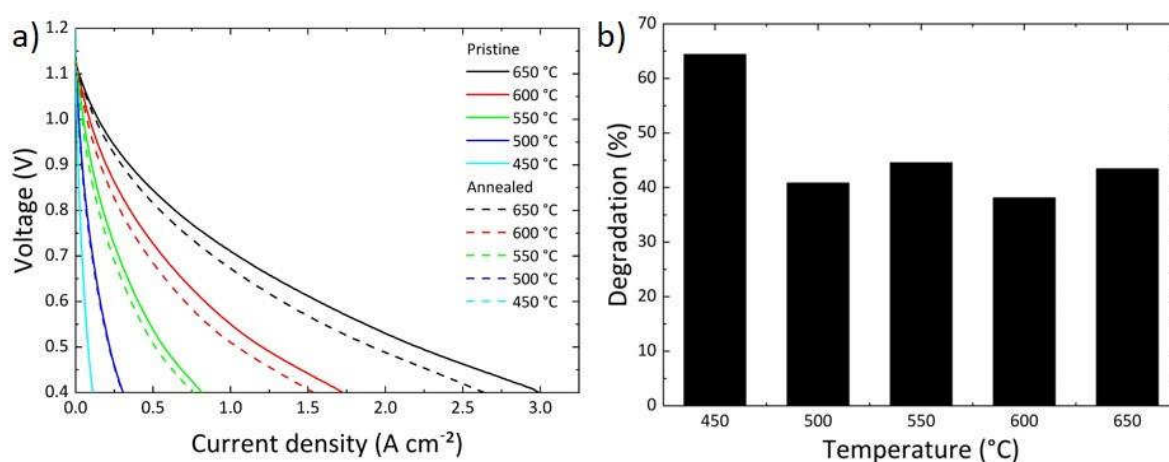 a)
1.2
1.1
1.0
0.9
0.8
0.7
0.6
0.5
0.4
Voltage (V)
0.0 0.5 1.0 1.5 2.0 2.5 3.0
Current density (A cm⁻²)
Pristine
650 °C
600 °C
550 °C
500 °C
450 °C
Annealed
650 °C
600 °C
550 °C
500 °C
450 °C
b)
70
60
50
40
30
20
10
0
Degradation (%)
450 500 550 600 650
Temperature (°C)